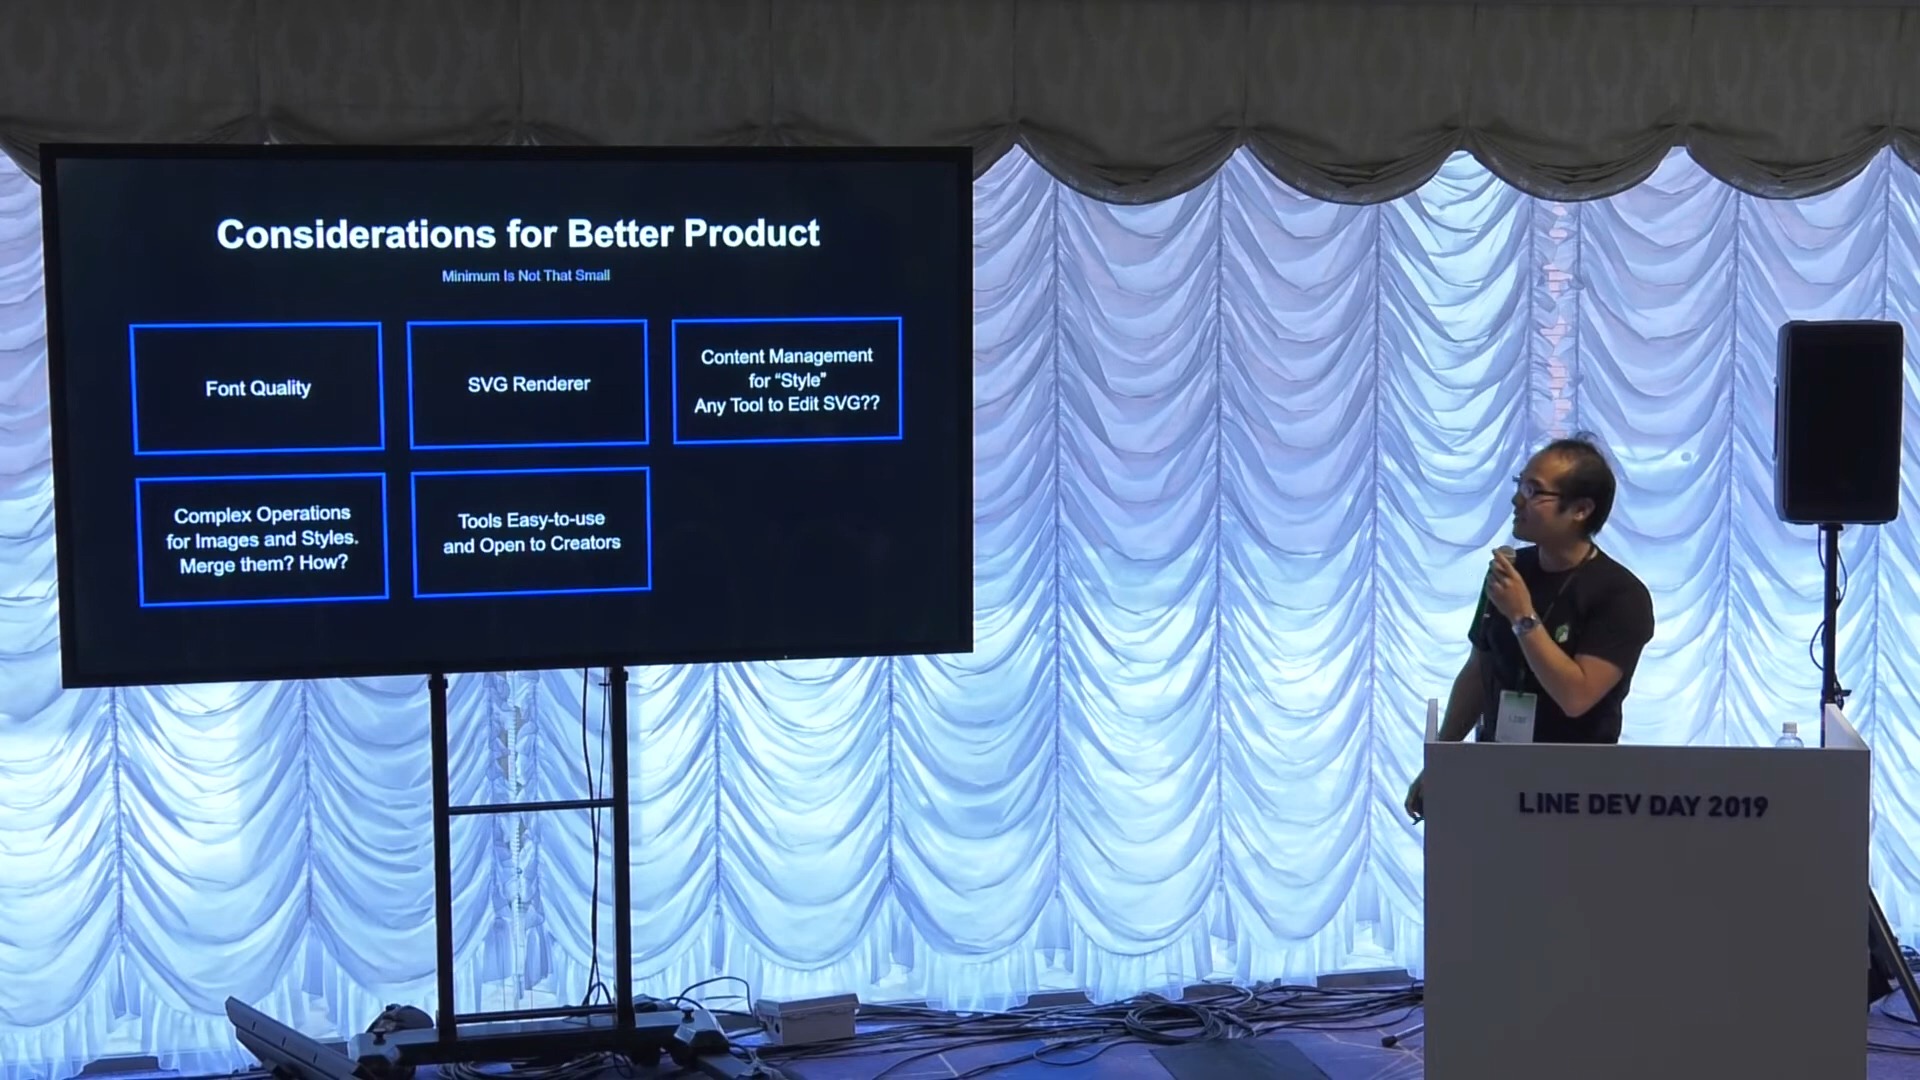 Considerations for Better Product
Minimum Is Not That Small
Font Quality
SVG Renderer
Content Management
for “Style”
Any Tool to Edit SVG??
Complex Operations
for Images and Styles.
Merge them? How?
Tools Easy-to-use
and Open to Creators
LINE DEV DAY 2019